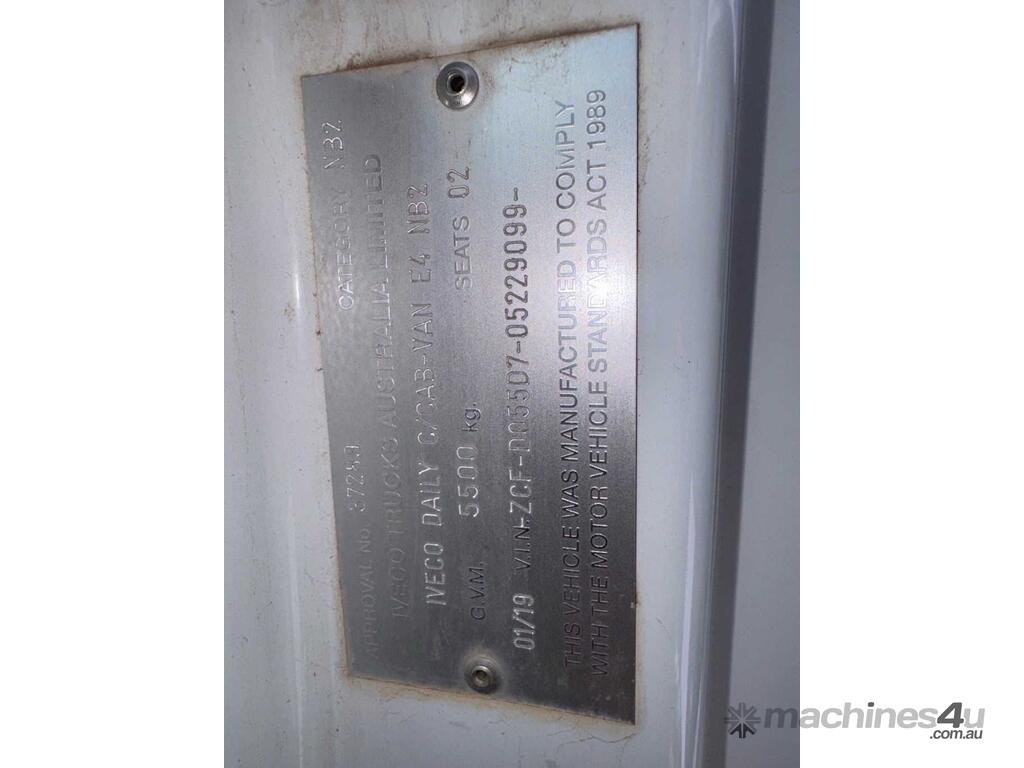 APPROVAL No. 37283 CATEGORY NB2
IVECO TRUCKS AUSTRALIA LIMITED
IVECO DAILY C/CAB-VAN E4 NB2
G.V.M. 5500 kg. SEATS 02
01/19 V.I.N. ZCF-D055D7-05229099-
THIS VEHICLE WAS MANUFACTURED TO COMPLY
WITH THE MOTOR VEHICLE STANDARDS ACT 1989
machines4u
.com.au